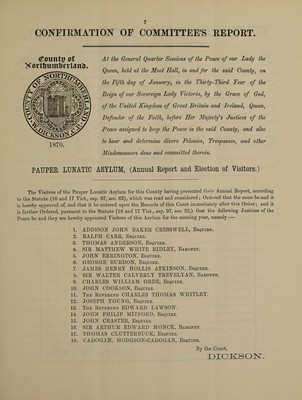 7
CONFIRMATION OF COMMITTEE'S REPORT.
County of
Northumberland.
COUNTY OF NORTHUMBERLAND
DICKSON
1870.
At the General Quarter Sessions of the Peace of our Lady the
Queen, held at the Moot Hall, in and for the said County, on
the Fifth day of January, in the Thirty-Third Year of the
Reign of our Sovereign Lady Victoria, by the Grace of God,
of the United Kingdom of Great Britain and Ireland, Queen,
Defender of the Faith, before Her Majesty's Justices of the
Peace assigned to keep the Peace in the said County, and also
to hear and determine divers Felonies, Trespasses, and other
Misdemeanors done and committed therein.
PAUPER LUNATIC ASYLUM, (Annual Report and Election of Visitors.)
The Visitors of the Pauper Lunatic Asylum for this County having presented their Annual Report, according
to the Statute (16 and 17 Vict., cap. 97, sec. 62), which was read and considered; Ordered that the same be and it
is hereby approved of, and that it be entered upon the Records of this Court immediately after this Order; and it
is further Ordered, pursuant to the Statute (16 and 17 Vict., cap. 97, sec. 22,) that the following Justices of the
Peace be and they are hereby appointed Visitors of this Asylum for the ensuing year, namely :—
1. ADDISON JOHN BAKER CRESSWELL, Esquire.
2. RALPH CARR, Esquire.
3. THOMAS ANDERSON, Esquire.
4. SIR MATTHEW WHITE RIDLEY, Baronet.
5. JOHN ERRINGTON, Esquire.
6. GEORGE BURDON, Esquire.
7. JAMES HENRY HOLLIS ATKINSON, Esquire.
8. SIR WALTER CALVERLY TREVELYAN, Baronet.
9. CHARLES WILLIAM ORDE, Esquire.
10. JOHN COOKSON, Esquire.
11. The Reverend CHARLES THOMAS WHITLEY.
12. JOSEPH YOUNG, Esquire.
13. The Reverend EDWARD LAWSON
14. JOHN PHILIP MITFORD, Esquire.
15. JOHN CRASTER, Esquire.
16. SIR ARTHUR EDWARD MONCK, Baronet.
17. THOMAS CLUTTERBUCK, Esquire.
18. CADOGAN, HODGSON-CADOGAN, Esquire.
By the Court,
DICKSON.